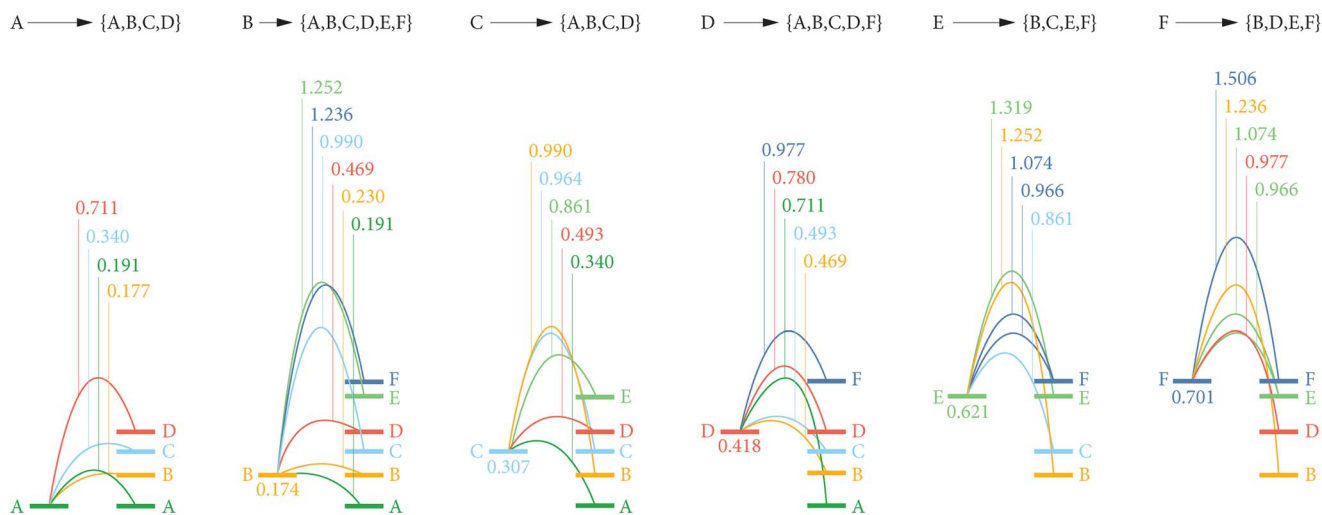 A → {A,B,C,D}
B → {A,B,C,D,E,F}
C → {A,B,C,D}
D → {A,B,C,D,F}
E → {B,C,E,F}
F → {B,D,E,F}
0.711
0.340
0.191
0.177
D
C
B
A
A
1.252
1.236
0.990
0.469
0.230
0.191
F
E
D
C
B
A
B
0.174
0.990
0.964
0.861
0.493
0.340
E
D
C
B
A
C
0.307
0.977
0.780
0.711
0.493
0.469
F
D
C
B
A
D
0.418
1.319
1.252
1.074
0.966
0.861
F
E
C
B
E
0.621
1.506
1.236
1.074
0.977
0.966
F
E
D
B
F
0.701